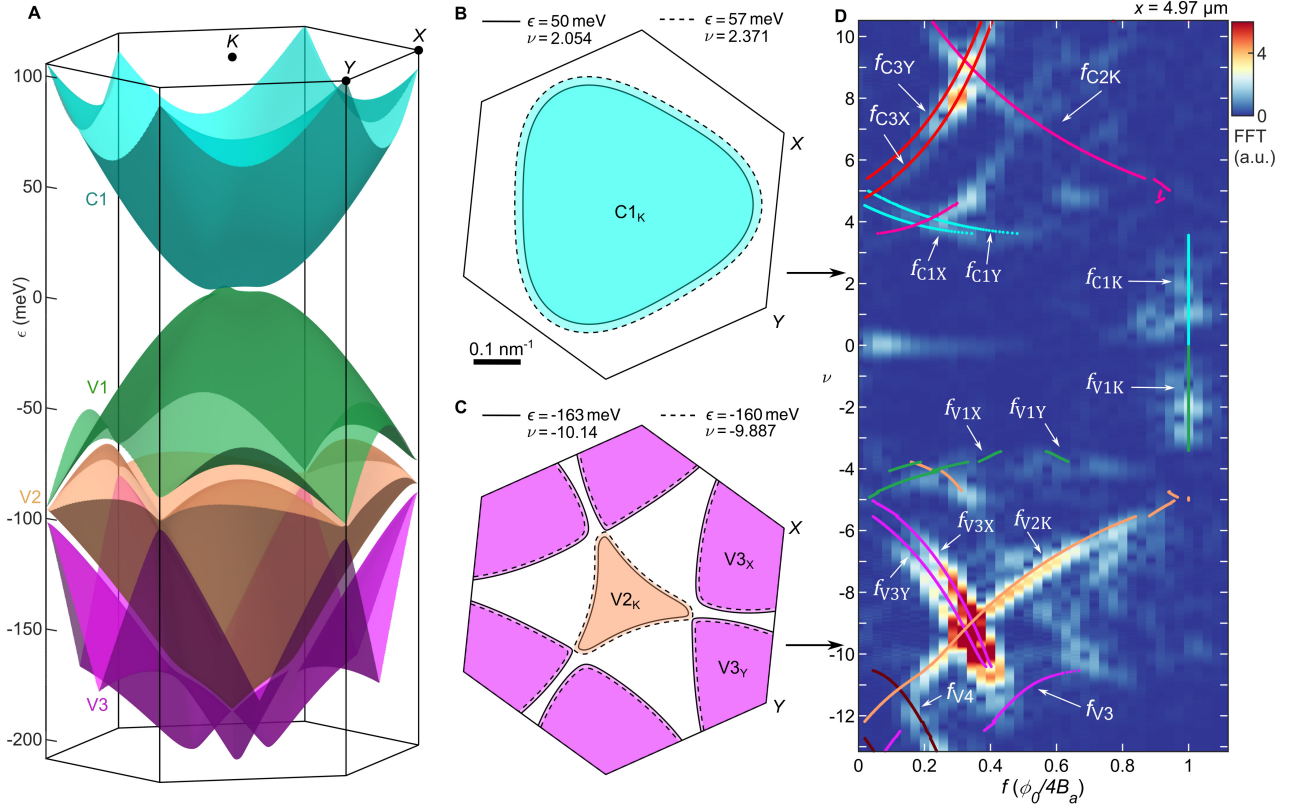 A
K
X
Y
100
50
0
-50
-100
-150
-200
ϵ (meV)
C1
V1
V2
V3
B
ϵ = 50 meV
ν = 2.054
ϵ = 57 meV
ν = 2.371
C1K
X
Y
0.1 nm-1
C
ϵ = -163 meV
ν = -10.14
ϵ = -160 meV
ν = -9.887
V2K
V3X
V3Y
X
Y
D
x = 4.97 μm
4
0
FFT
(a.u.)
10
8
6
4
2
0
-2
-4
-6
-8
-10
-12
ν
fC3Y
fC3X
fC2K
fC1X
fC1Y
fC1K
fV1K
fV1X
fV1Y
fV3X
fV2K
fV3Y
fV4
fV3
0
0.2
0.4
0.6
0.8
1
f (ϕ0/4Ba)